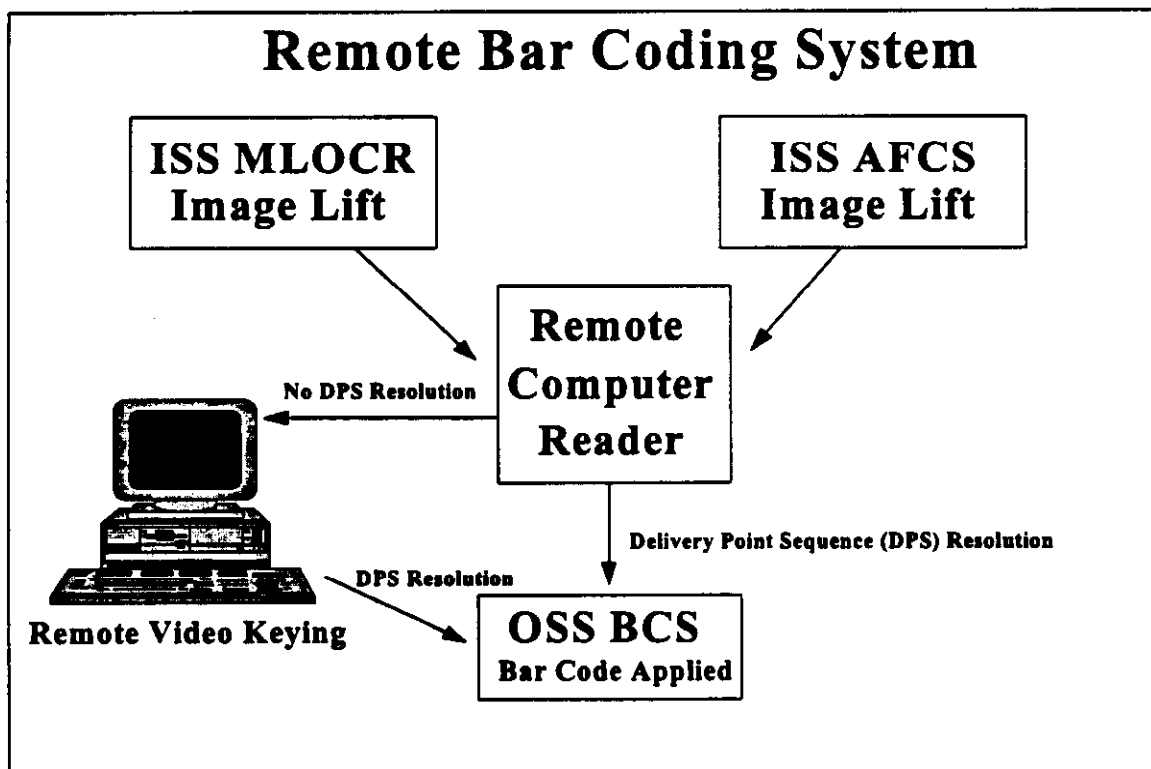 Remote Bar Coding System
ISS MLOCR
Image Lift
ISS AFCS
Image Lift
Remote
Computer
Reader
No DPS Resolution
Delivery Point Sequence (DPS) Resolution
DPS Resolution
Remote Video Keying
OSS BCS
Bar Code Applied